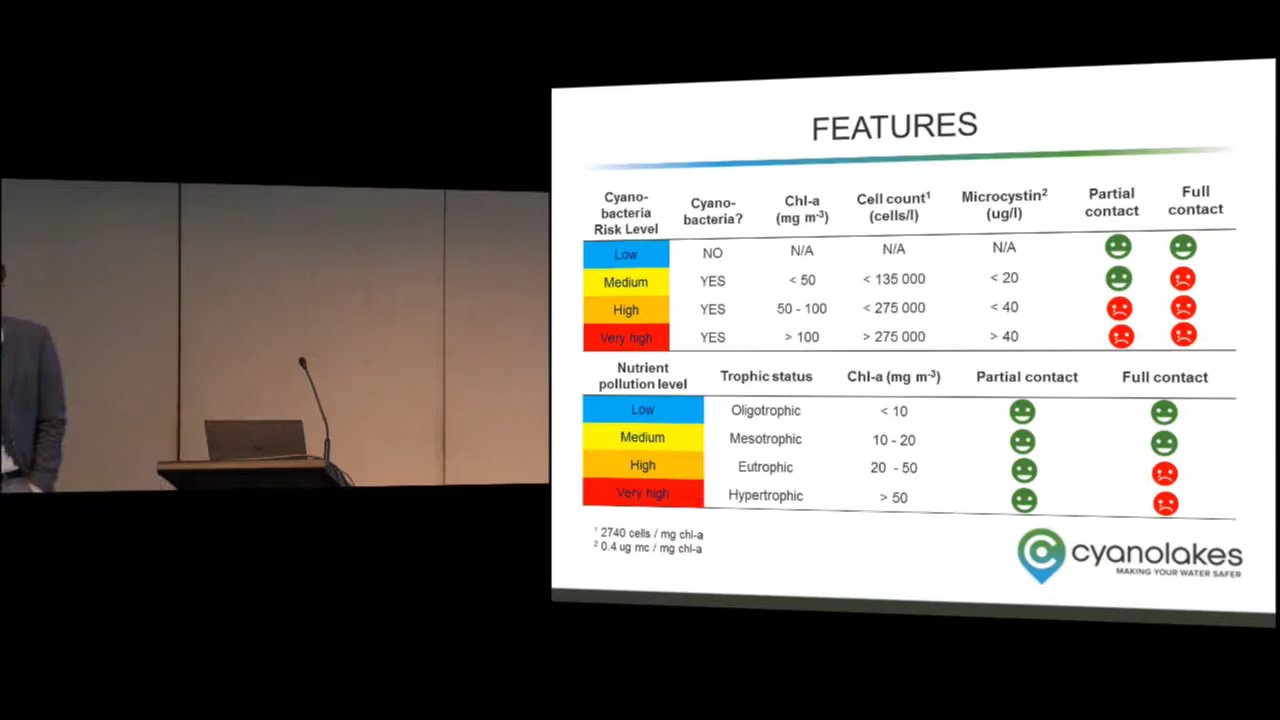 FEATURES
Cyano-
bacteria
Risk Level
Cyano-
bacteria?
Chl-a
(mg m-3)
Cell count1
(cells/l)
Microcystin2
(ug/l)
Partial
contact
Full
contact
Low NO N/A N/A N/A
Medium YES < 50 < 135 000 < 20
High YES 50 - 100 < 275 000 < 40
Very high YES > 100 > 275 000 > 40
Nutrient
pollution level
Trophic status Chl-a (mg m-3) Partial contact Full contact
Low Oligotrophic < 10
Medium Mesotrophic 10 - 20
High Eutrophic 20 - 50
Very high Hypertrophic > 50
1 2740 cells / mg chl-a
2 0.4 ug mc / mg chl-a
cyanolakes
MAKING YOUR WATER SAFER